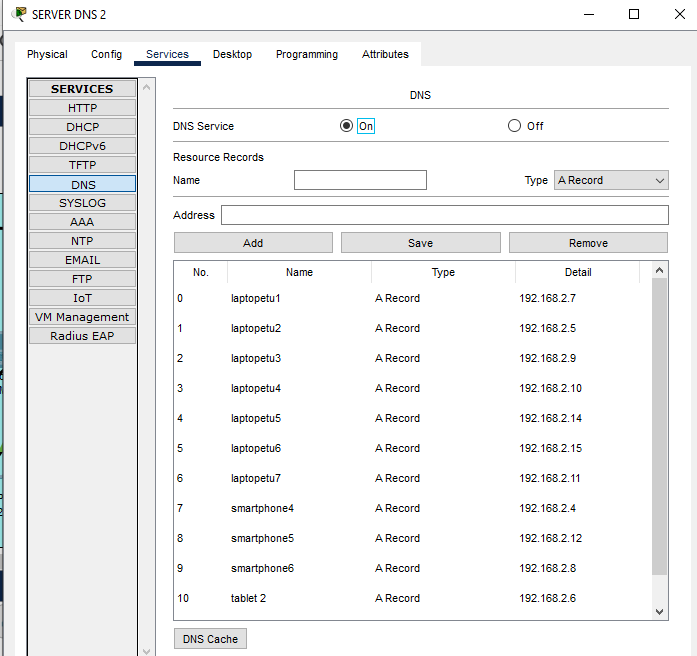 SERVER DNS 2
Physical Config Services Desktop Programming Attributes
SERVICES
HTTP
DHCP
DHCPv6
TFTP
DNS
SYSLOG
AAA
NTP
EMAIL
FTP
IoT
VM Management
Radius EAP
DNS
DNS Service On Off
Resource Records
Name Type A Record
Address
Add Save Remove
No. Name Type Detail
0 laptopetu1 A Record 192.168.2.7
1 laptopetu2 A Record 192.168.2.5
2 laptopetu3 A Record 192.168.2.9
3 laptopetu4 A Record 192.168.2.10
4 laptopetu5 A Record 192.168.2.14
5 laptopetu6 A Record 192.168.2.15
6 laptopetu7 A Record 192.168.2.11
7 smartphone4 A Record 192.168.2.4
8 smartphone5 A Record 192.168.2.12
9 smartphone6 A Record 192.168.2.8
10 tablet 2 A Record 192.168.2.6
DNS Cache